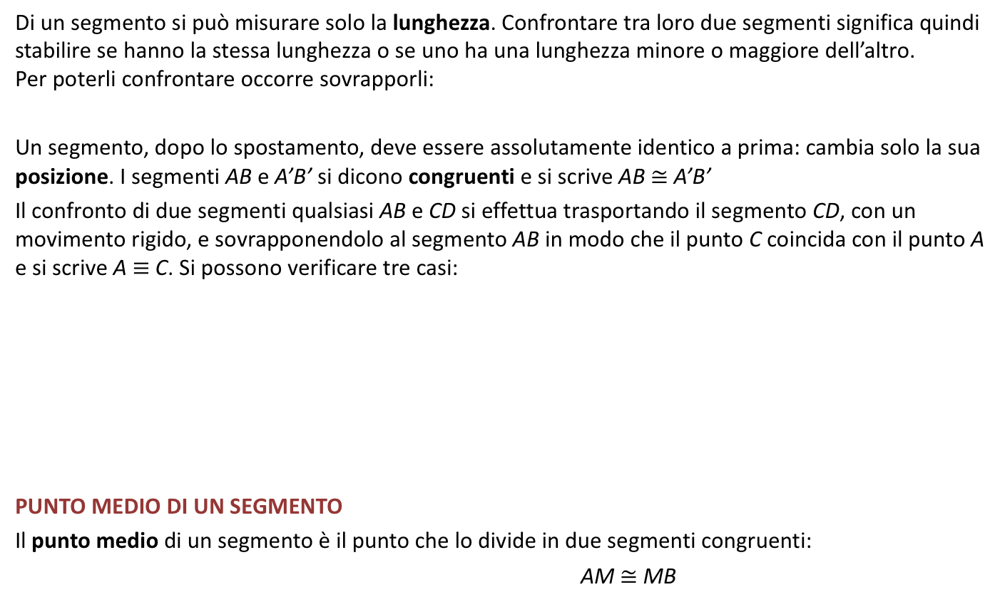 Di un segmento si può misurare solo la lunghezza. Confrontare tra loro due segmenti significa quindi
stabilire se hanno la stessa lunghezza o se uno ha una lunghezza minore o maggiore dell’altro.
Per poterli confrontare occorre sovrapporli:
Un segmento, dopo lo spostamento, deve essere assolutamente identico a prima: cambia solo la sua
posizione. I segmenti AB e A’B’ si dicono congruenti e si scrive AB ≅ A’B’
Il confronto di due segmenti qualsiasi AB e CD si effettua trasportando il segmento CD, con un
movimento rigido, e sovrapponendolo al segmento AB in modo che il punto C coincida con il punto A
e si scrive A ≡ C. Si possono verificare tre casi:
PUNTO MEDIO DI UN SEGMENTO
Il punto medio di un segmento è il punto che lo divide in due segmenti congruenti:
AM ≅ MB